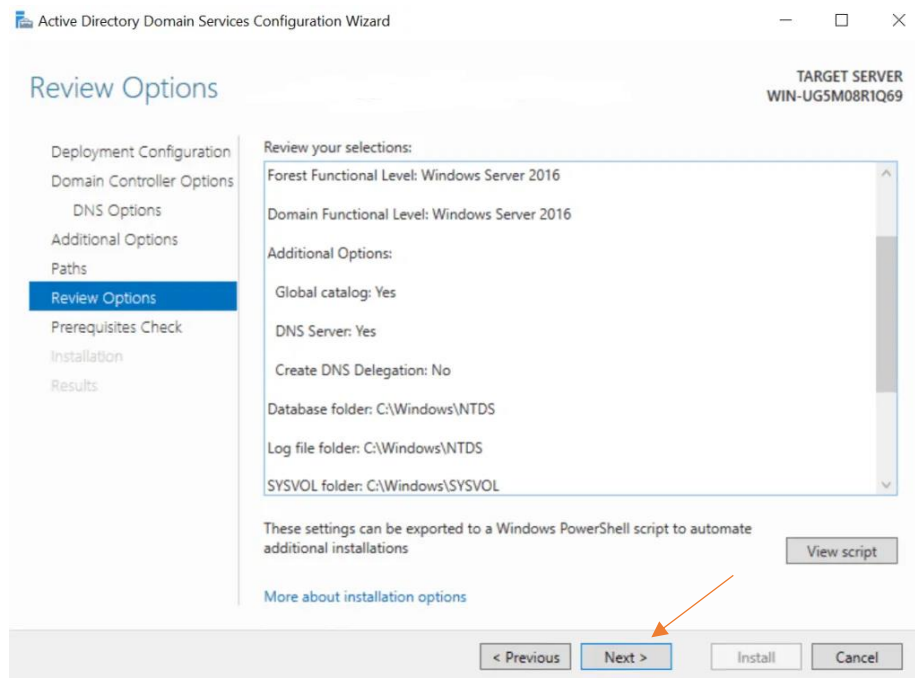 Active Directory Domain Services Configuration Wizard
Review Options
TARGET SERVER
WIN-UG5M08R1Q69
Deployment Configuration
Domain Controller Options
DNS Options
Additional Options
Paths
Review Options
Prerequisites Check
Installation
Results
Review your selections:
Forest Functional Level: Windows Server 2016
Domain Functional Level: Windows Server 2016
Additional Options:
Global catalog: Yes
DNS Server: Yes
Create DNS Delegation: No
Database folder: C:\Windows\NTDS
Log file folder: C:\Windows\NTDS
SYSVOL folder: C:\Windows\SYSVOL
These settings can be exported to a Windows PowerShell script to automate
additional installations
View script
More about installation options
< Previous
Next >
Install
Cancel